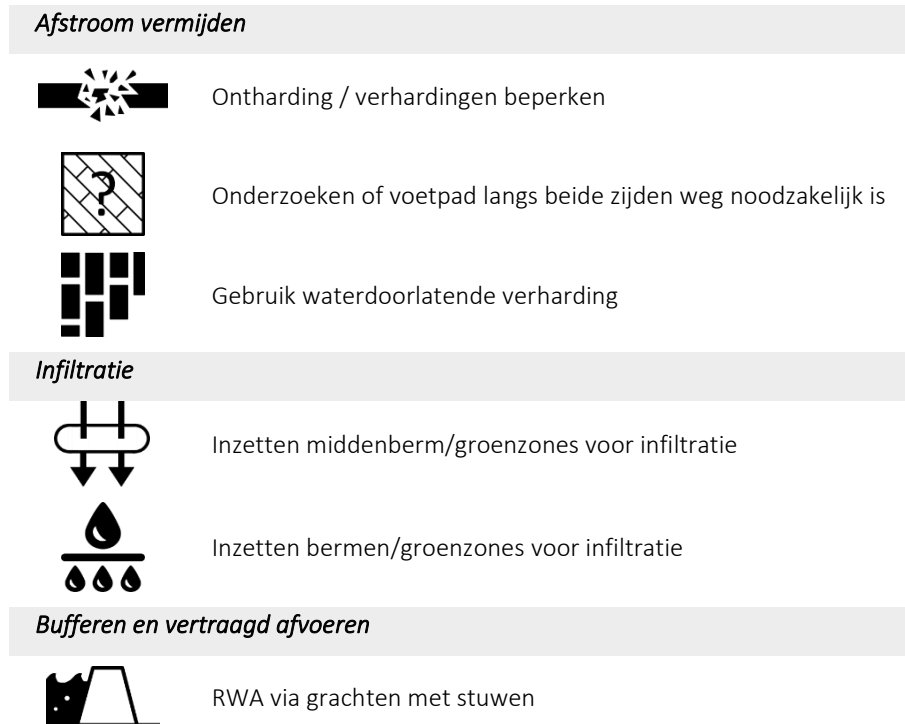 Afstroom vermijden
Ontharding / verhardingen beperken
?
Onderzoeken of voetpad langs beide zijden weg noodzakelijk is
Gebruik waterdoorlatende verharding
Infiltratie
Inzetten middenberm/groenzones voor infiltratie
Inzetten bermen/groenzones voor infiltratie
Bufferen en vertraagd afvoeren
RWA via grachten met stuwen